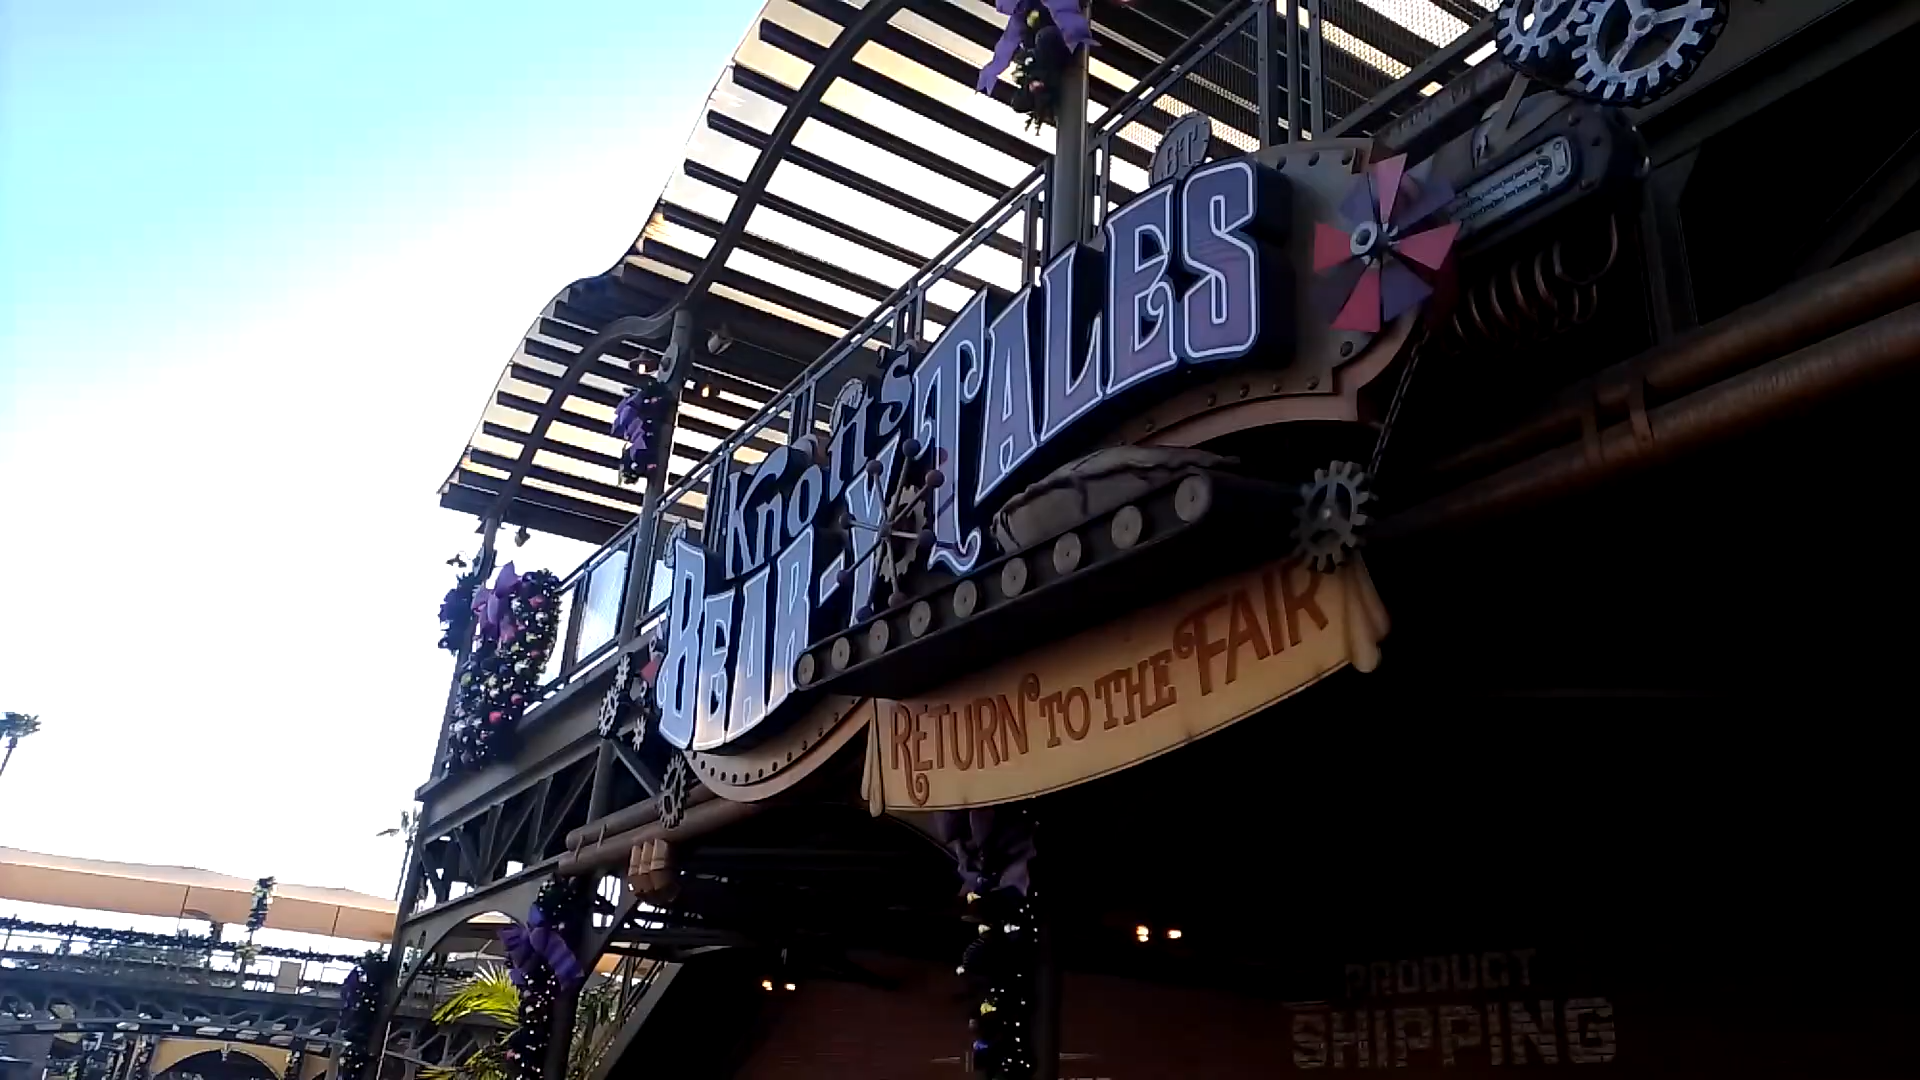 BT
Knott's
BEAR-Y TALES
RETURN TO THE FAIR
PRODUCT
SHIPPING